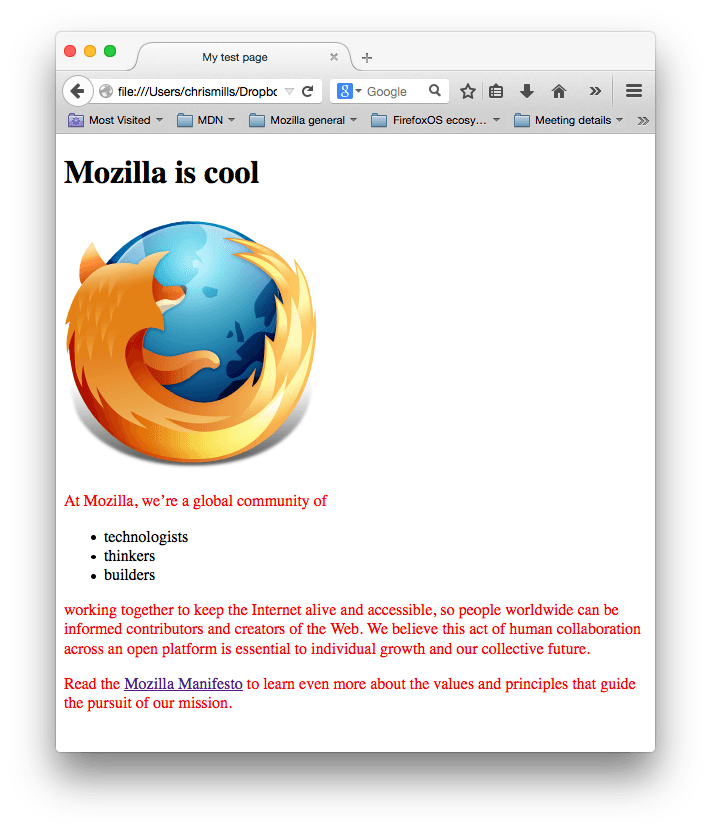 My test page
file:///Users/chrismills/Dropbo
Google
Most Visited
MDN
Mozilla general
FirefoxOS ecosy…
Meeting details
Mozilla is cool
At Mozilla, we’re a global community of
technologists
thinkers
builders
working together to keep the Internet alive and accessible, so people worldwide can be
informed contributors and creators of the Web. We believe this act of human collaboration
across an open platform is essential to individual growth and our collective future.
Read the Mozilla Manifesto to learn even more about the values and principles that guide
the pursuit of our mission.